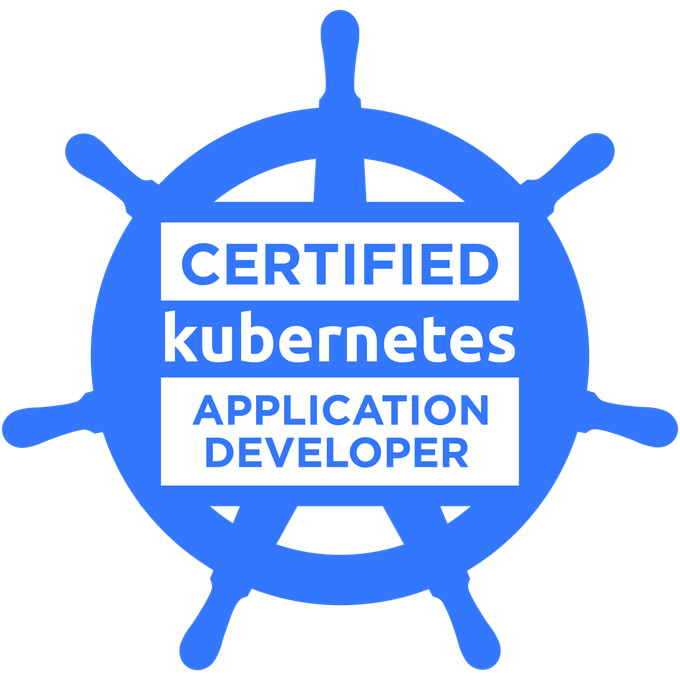 CERTIFIED
kubernetes
APPLICATION
DEVELOPER